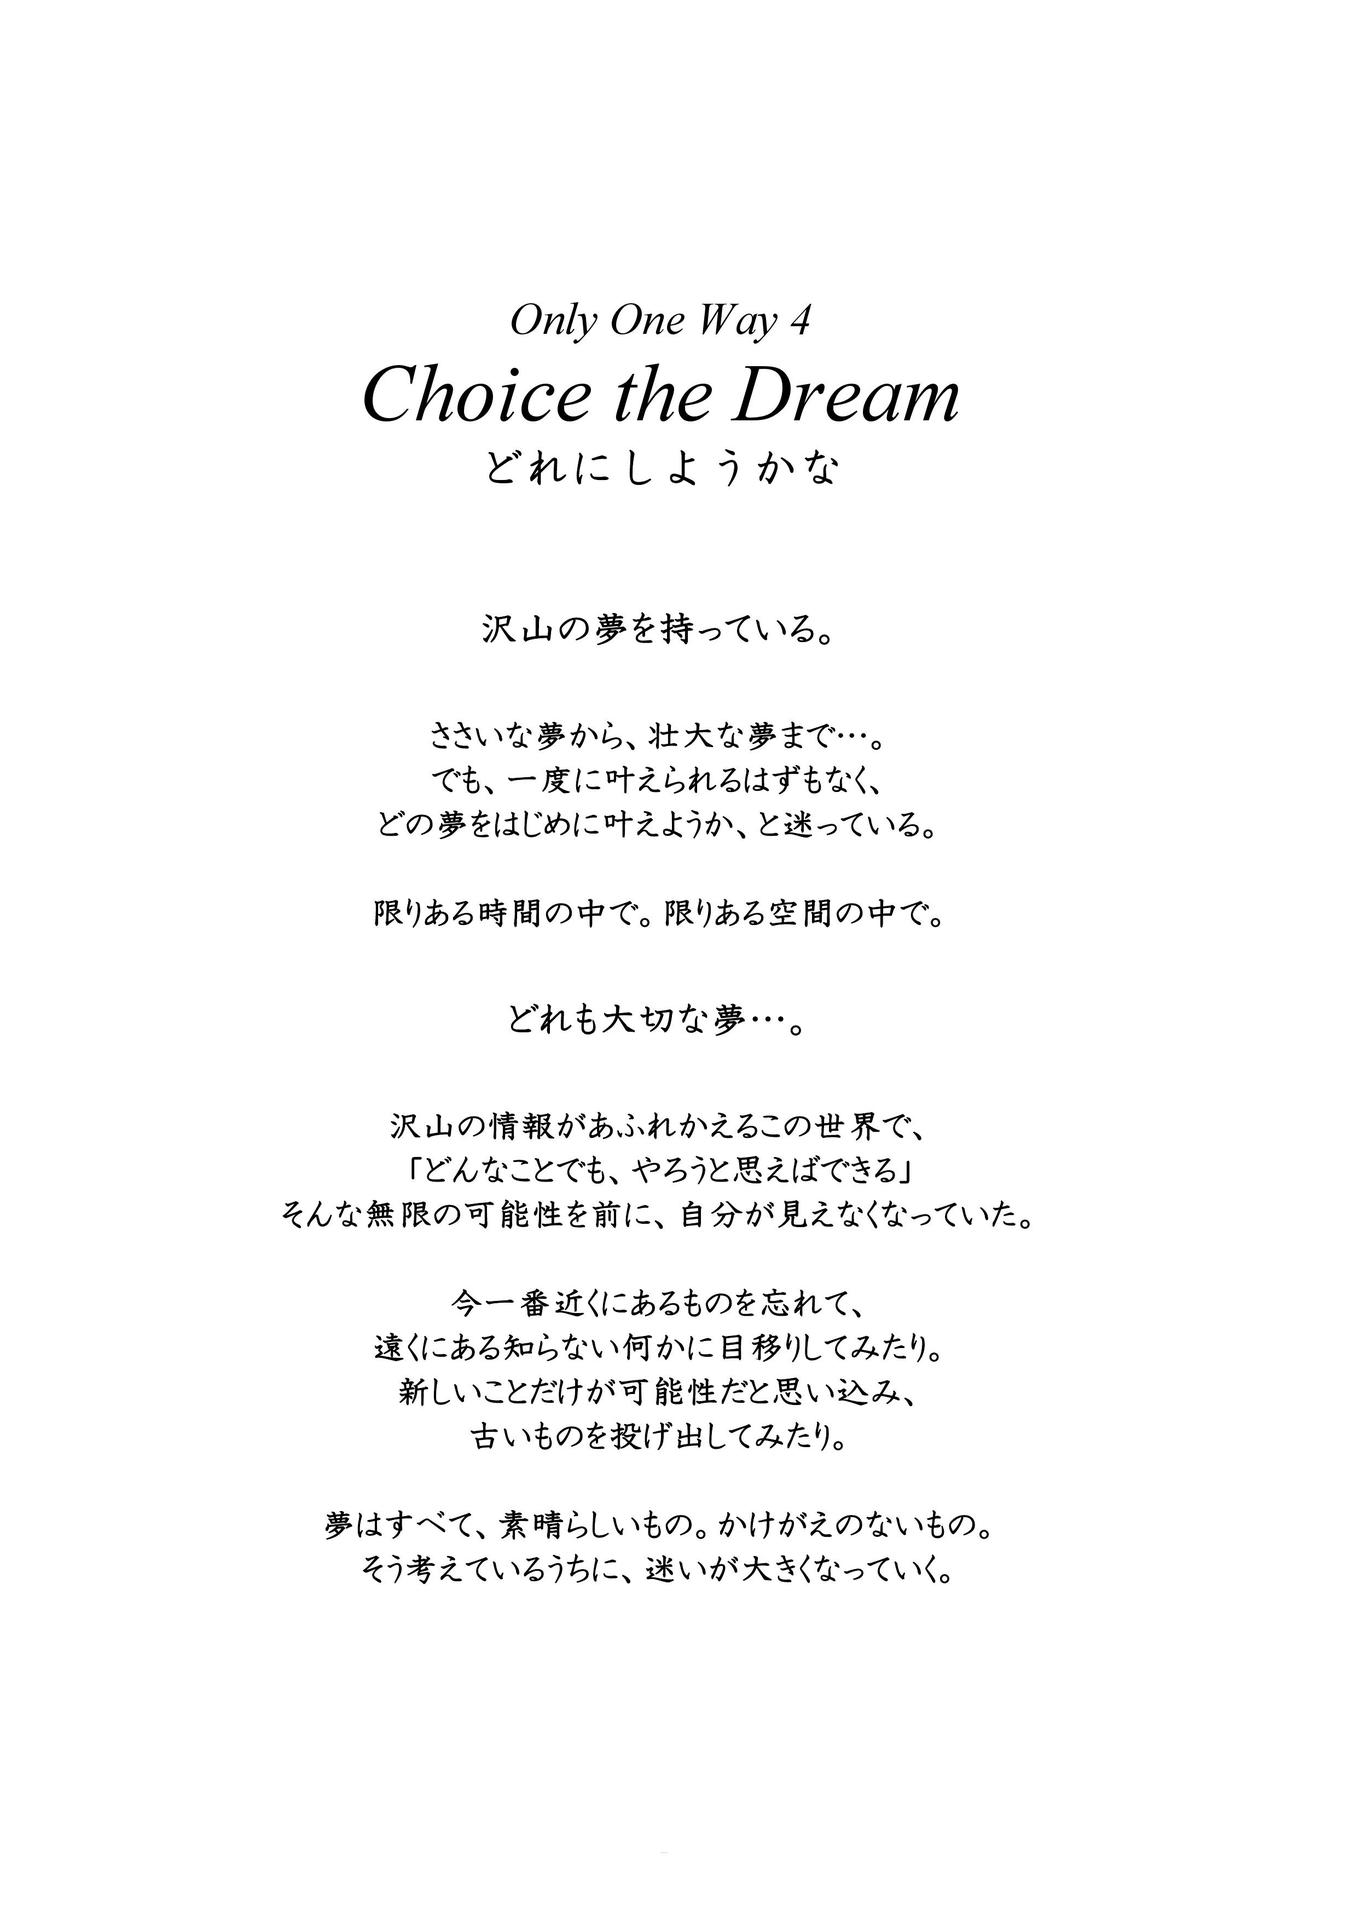 Only One Way 4
Choice the Dream
どれにしようかな
沢山の夢を持っている。
ささいな夢から、壮大な夢まで…。
でも、一度に叶えられるはずもなく、
どの夢をはじめに叶えようか、と迷っている。
限りある時間の中で。限りある空間の中で。
どれも大切な夢…。
沢山の情報があふれかえるこの世界で、
「どんなことでも、やろうと思えばできる」
そんな無限の可能性を前に、自分が見えなくなっていた。
今一番近くにあるものを忘れて、
遠くにある知らない何かに目移りしてみたり。
新しいことだけが可能性だと思い込み、
古いものを投げ出してみたり。
夢はすべて、素晴らしいもの。かけがえのないもの。
そう考えているうちに、迷いが大きくなっていく。